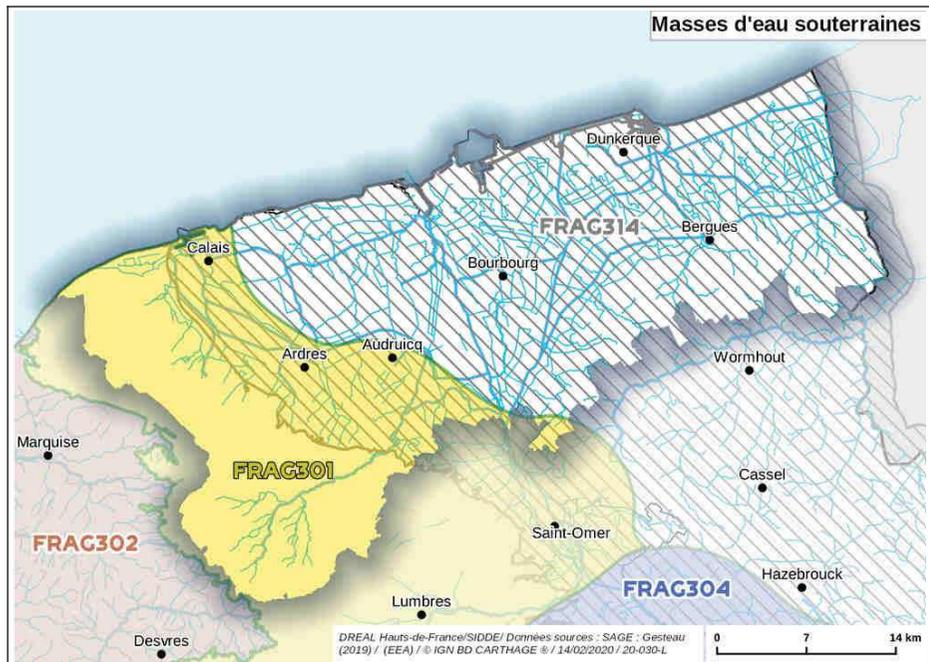 Masses d'eau souterraines
Dunkerque
FRAG314
Bergues
Calais
Bourbourg
Audruicq
Ardres
Wormhout
Marquise
FRAG301
Cassel
Saint-Omer
FRAG302
FRAG304
Hazebrouck
Lumbres
Desvres
DREAL Hauts-de-France/SIDDE/ Données sources : SAGE : Gesteau
(2019) / (EEA) / © IGN BD CARTHAGE ® / 14/02/2020 / 20-030-L
0 7 14 km